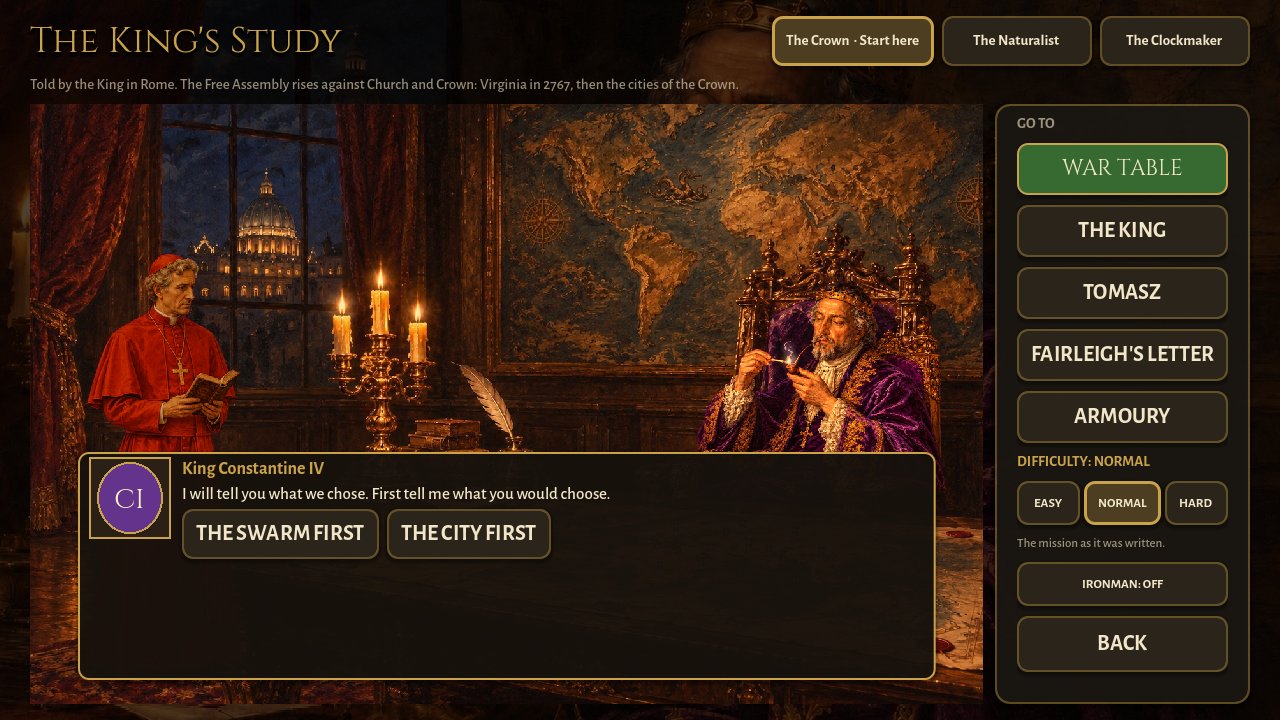 The King's Study
The Crown · Start here
The Naturalist
The Clockmaker
Told by the King in Rome. The Free Assembly rises against Church and Crown: Virginia in 2767, then the cities of the Crown.
GO TO
WAR TABLE
THE KING
TOMASZ
FAIRLEIGH'S LETTER
ARMOURY
DIFFICULTY: NORMAL
EASY
NORMAL
HARD
The mission as it was written.
IRONMAN: OFF
BACK
CI
King Constantine IV
I will tell you what we chose. First tell me what you would choose.
THE SWARM FIRST
THE CITY FIRST